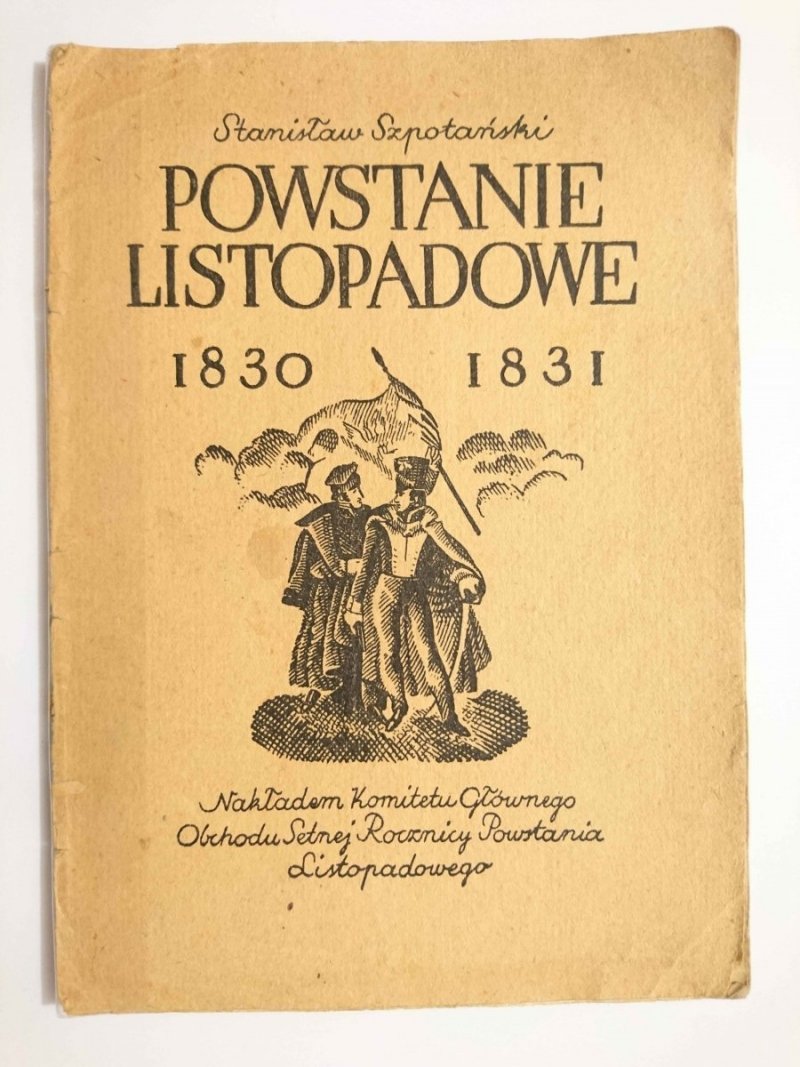 Stanisław Szpotański
POWSTANIE
LISTOPADOWE
1830 1831
Nakładem Komitetu Głównego
Obchodu Setnej Rocznicy Powstania
Listopadowego